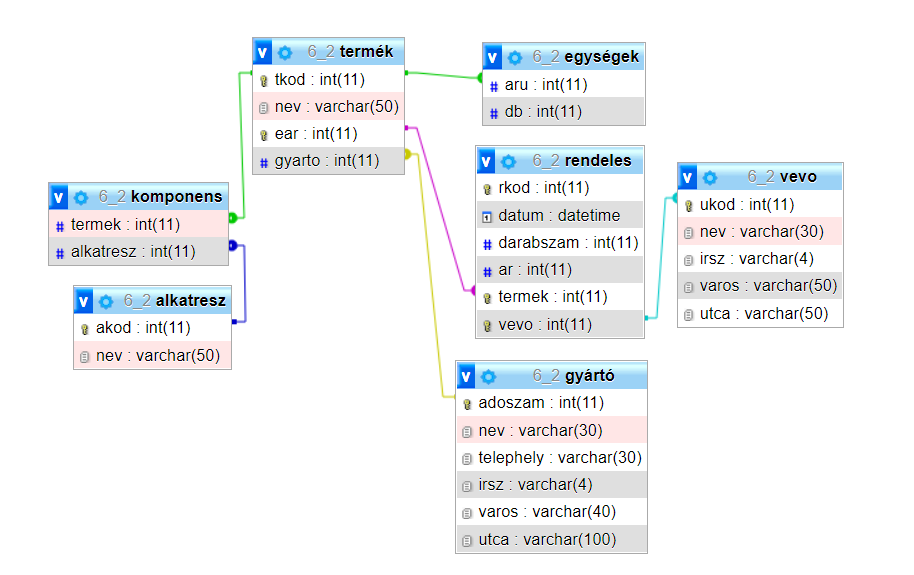 v 6_2 termék
tkod : int(11)
nev : varchar(50)
ear : int(11)
# gyarto : int(11)
v 6_2 egységek
# aru : int(11)
# db : int(11)
v 6_2 rendeles
rkod : int(11)
datum : datetime
# darabszam : int(11)
# ar : int(11)
termek : int(11)
vevo : int(11)
v 6_2 vevo
ukod : int(11)
nev : varchar(30)
irsz : varchar(4)
varos : varchar(50)
utca : varchar(50)
v 6_2 komponens
# termek : int(11)
# alkatresz : int(11)
v 6_2 alkatresz
akod : int(11)
nev : varchar(50)
v 6_2 gyártó
adoszam : int(11)
nev : varchar(30)
telephely : varchar(30)
irsz : varchar(4)
varos : varchar(40)
utca : varchar(100)